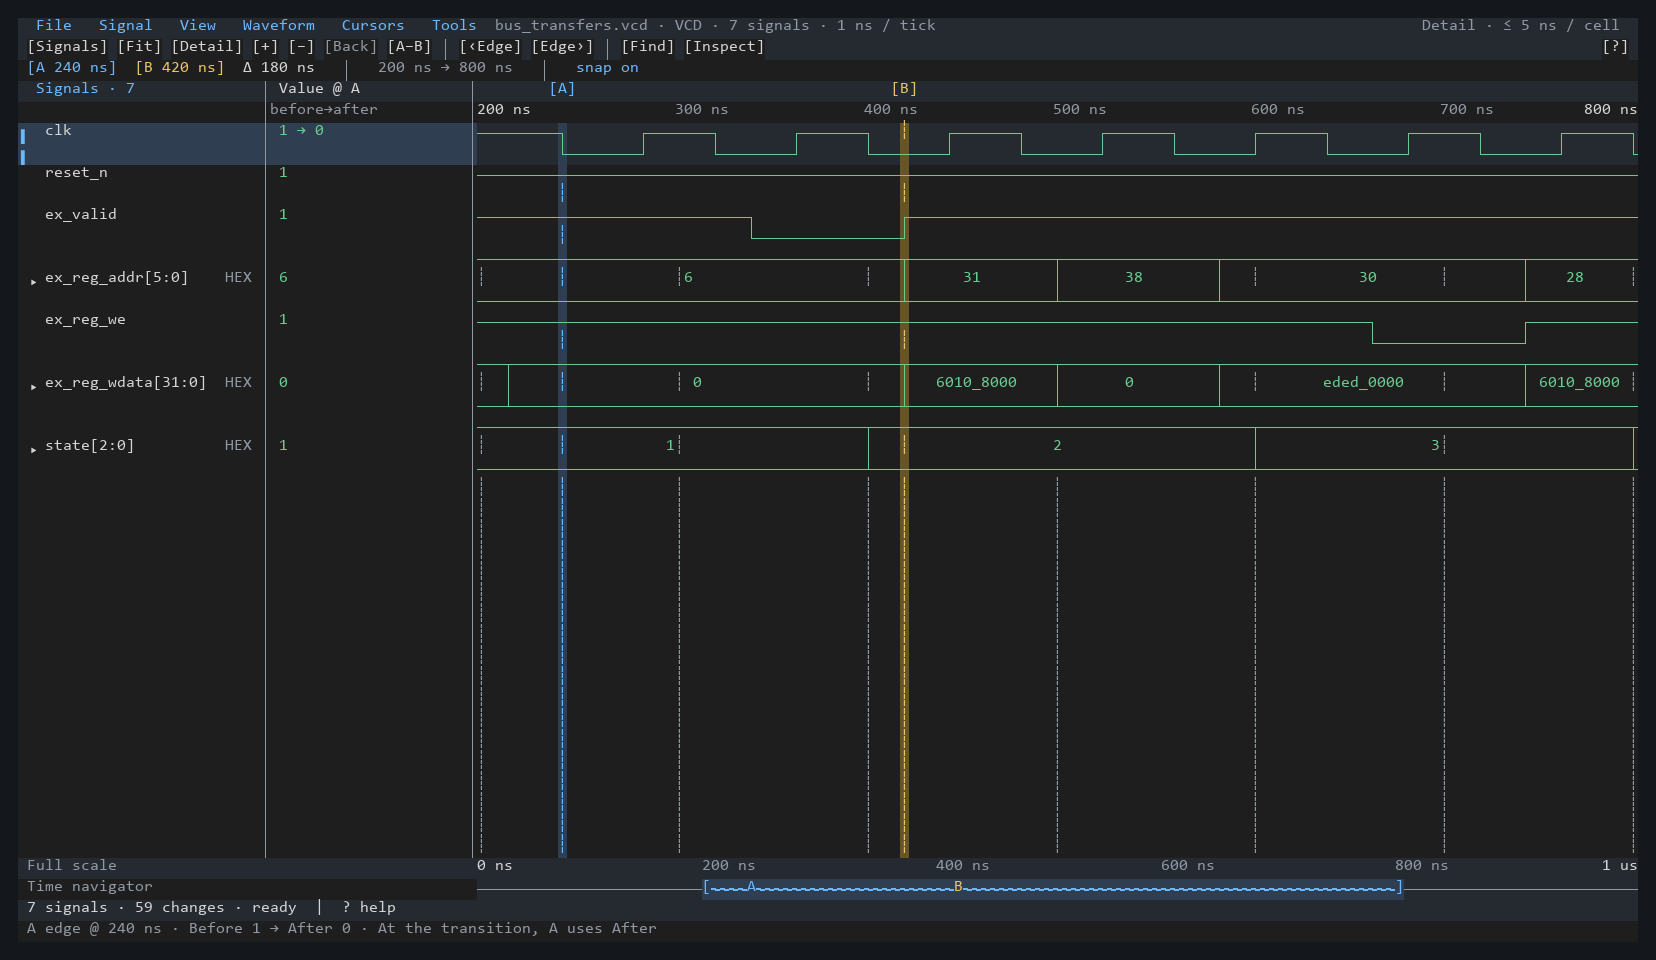 File Signal View Waveform Cursors Tools bus_transfers.vcd · VCD · 7 signals · 1 ns / tick Detail · ≤ 5 ns / cell
[Signals] [Fit] [Detail] [+] [−] [Back] [A−B] │ [‹Edge] [Edge›] │ [Find] [Inspect] [?]
[A 240 ns] [B 420 ns] Δ 180 ns │ 200 ns → 800 ns │ snap on
Signals · 7 Value @ A [A] [B]
before→after 200 ns 300 ns 400 ns 500 ns 600 ns 700 ns 800 ns
clk 1 → 0
reset_n 1
ex_valid 1
▸ ex_reg_addr[5:0] HEX 6 6 31 38 30 28
ex_reg_we 1
▸ ex_reg_wdata[31:0] HEX 0 0 6010_8000 0 eded_0000 6010_8000
▸ state[2:0] HEX 1 1 2 3
Full scale 0 ns 200 ns 400 ns 600 ns 800 ns 1 us
Time navigator [ A B ]
7 signals · 59 changes · ready | ? help
A edge @ 240 ns · Before 1 → After 0 · At the transition, A uses After